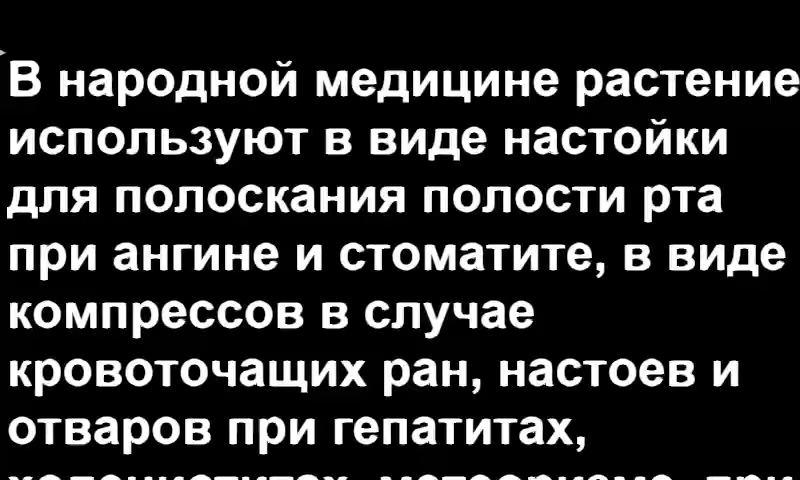 В народной медицине растение
используют в виде настойки
для полоскания полости рта
при ангине и стоматите, в виде
компрессов в случае
кровоточащих ран, настоев и
отваров при гепатитах,